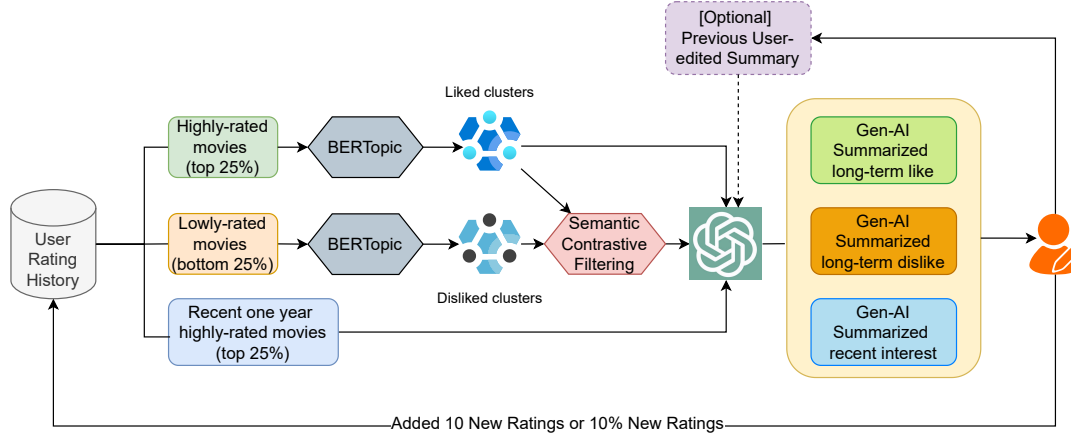 [Optional]
Previous User-
edited Summary
Liked clusters
Highly-rated
movies
(top 25%)
BERTopic
Gen-AI
Summarized
long-term like
User
Rating
History
Lowly-rated
movies
(bottom 25%)
BERTopic
Disliked clusters
Semantic
Contrastive
Filtering
Gen-AI
Summarized
long-term dislike
Recent one year
highly-rated movies
(top 25%)
Gen-AI
Summarized
recent interest
Added 10 New Ratings or 10% New Ratings